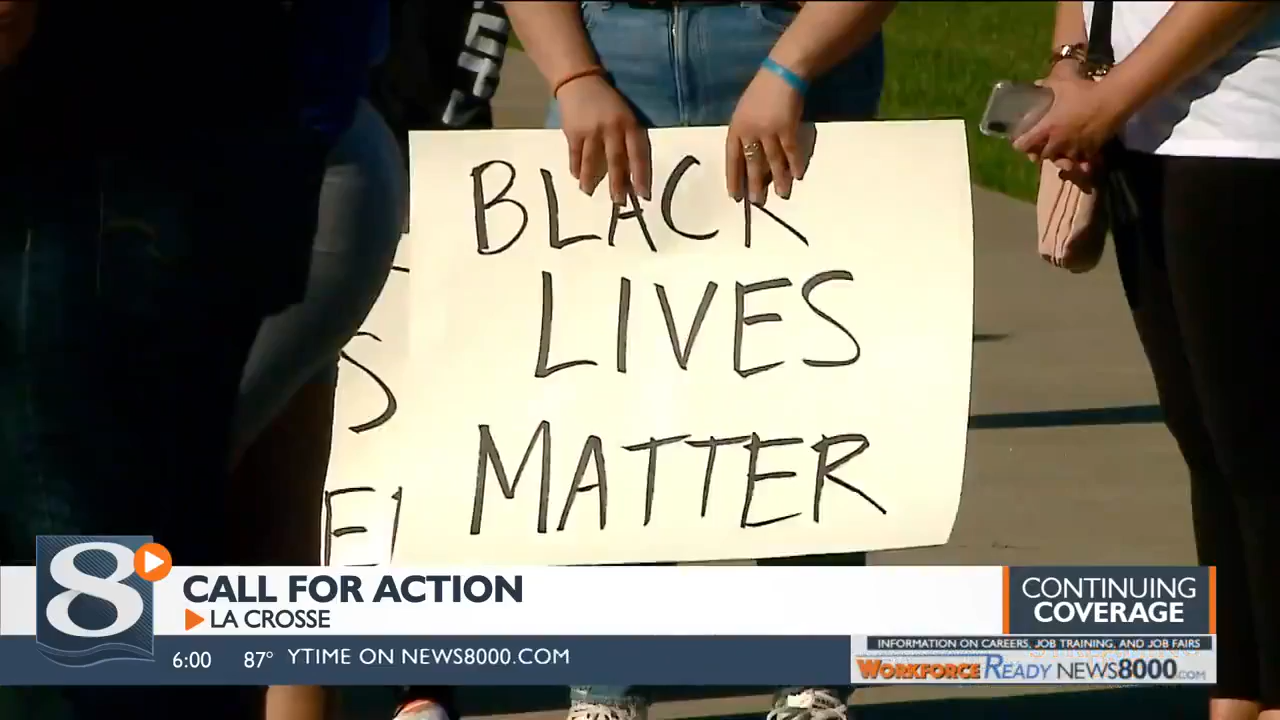 BLACK
LIVES
MATTER
S
8
CALL FOR ACTION
LA CROSSE
CONTINUING
COVERAGE
6:00 87° YTIME ON NEWS8000.COM
INFORMATION ON CAREERS, JOB TRAINING, AND JOB FAIRS
WORKFORCE READY NEWS8000.COM